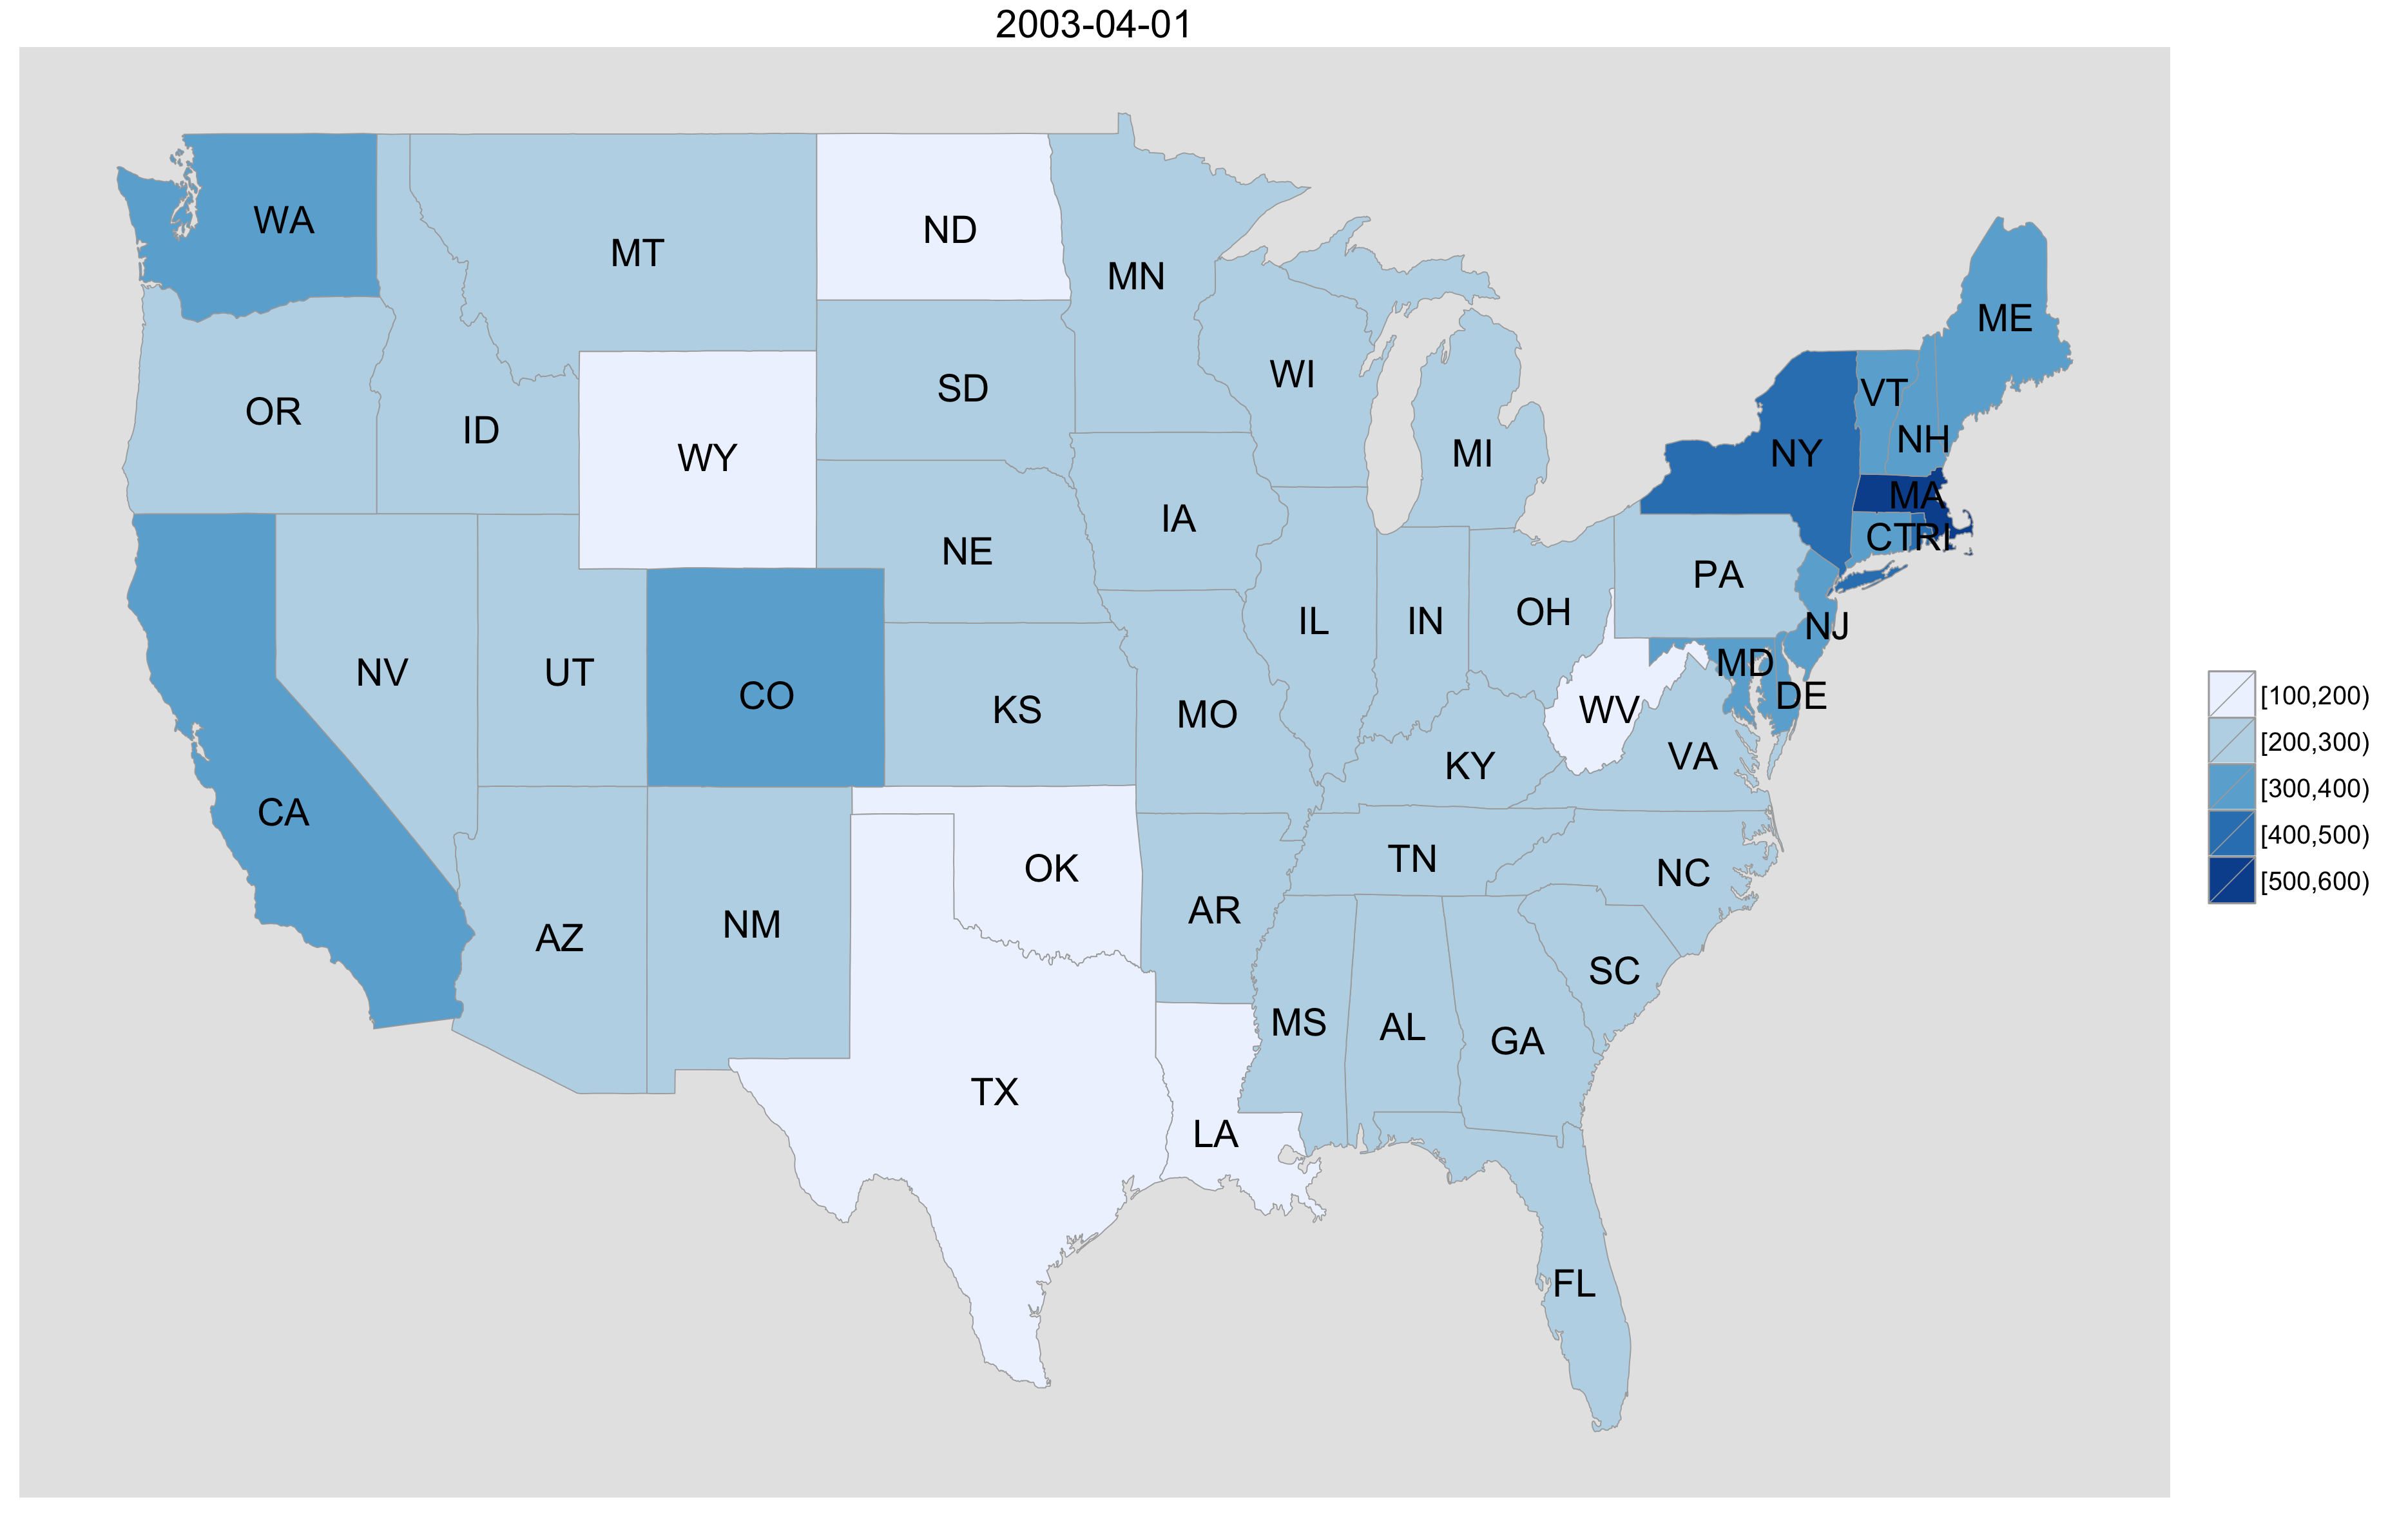 2003-04-01
WA
MT
ND
MN
ME
OR
ID
WY
SD
WI
MI
NY
VT
NH
MA
CT
RI
IA
NE
PA
NJ
NV
UT
CO
KS
MO
IL
IN
OH
WV
MD
DE
VA
KY
CA
AZ
NM
OK
AR
TN
NC
SC
TX
LA
MS
AL
GA
FL
[100,200)
[200,300)
[300,400)
[400,500)
[500,600)